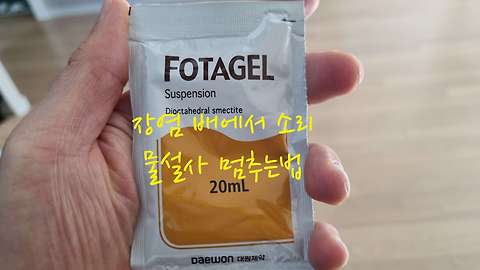 FOTAGEL
Suspension
Dioctahedral smectite
장염 배에서 소리
물설사 멈추는법
20mL
DAEWON 대원제약